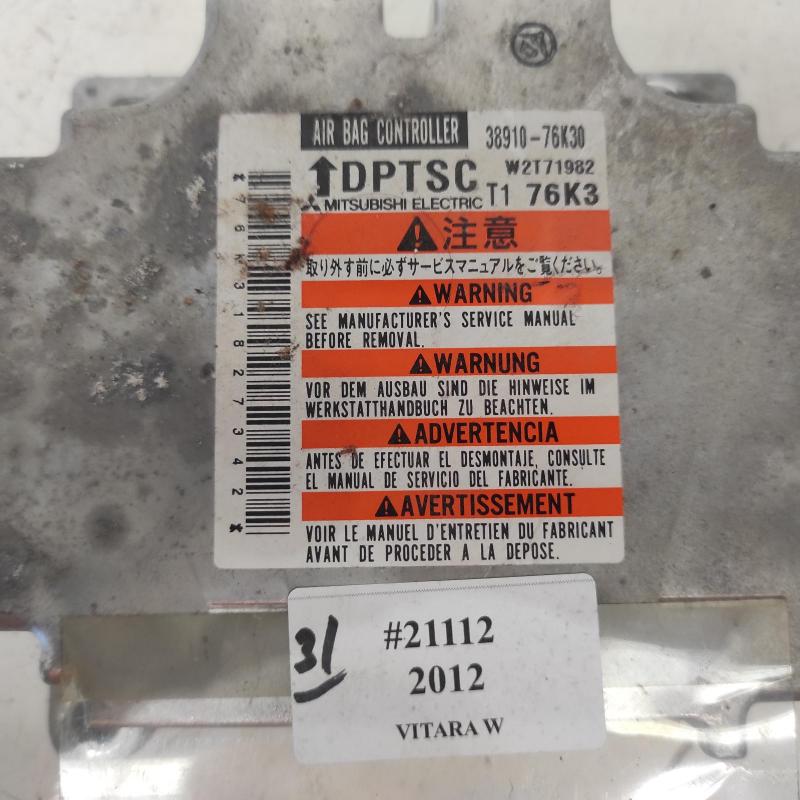 AIR BAG CONTROLLER 38910-76K30
DPTSC W2T71982
MITSUBISHI ELECTRIC T1 76K3
*76K31827342*
注意
取り外す前に必ずサービスマニュアルをご覧ください。
WARNING
SEE MANUFACTURER'S SERVICE MANUAL
BEFORE REMOVAL.
WARNUNG
VOR DEM AUSBAU SIND DIE HINWEISE IM
WERKSTATTHANDBUCH ZU BEACHTEN.
ADVERTENCIA
ANTES DE EFECTUAR EL DESMONTAJE, CONSULTE
EL MANUAL DE SERVICIO DEL FABRICANTE.
AVERTISSEMENT
VOIR LE MANUEL D'ENTRETIEN DU FABRICANT
AVANT DE PROCEDER A LA DEPOSE.
31
#21112
2012
VITARA W